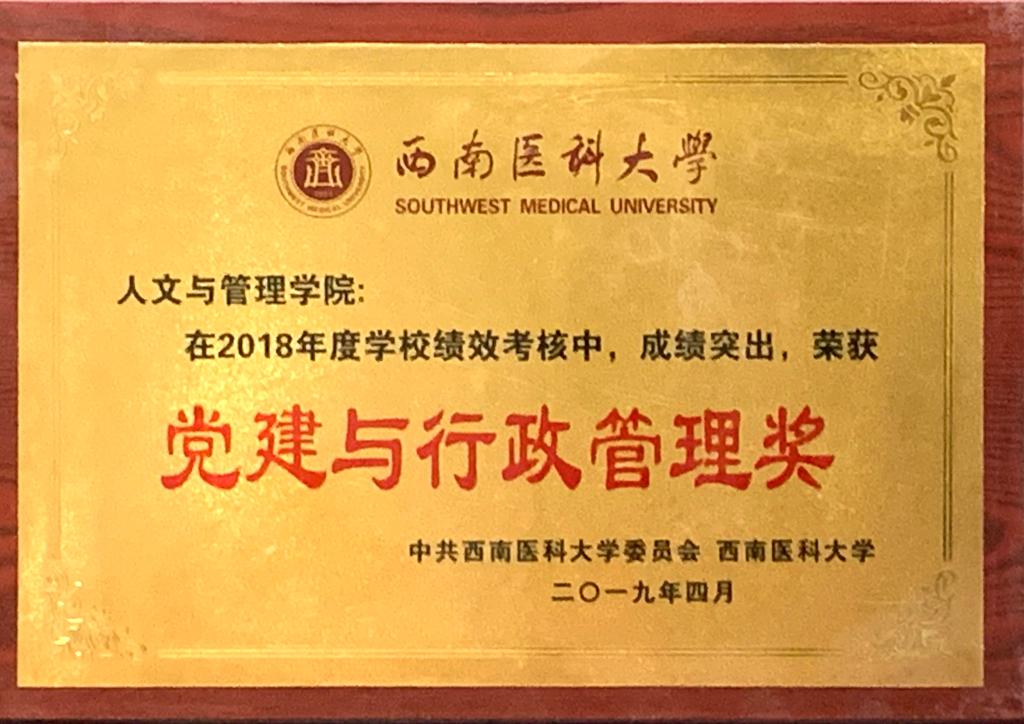 西南医科大学
SOUTHWEST MEDICAL UNIVERSITY
人文与管理学院:
在2018年度学校绩效考核中，成绩突出，荣获
党建与行政管理奖
中共西南医科大学委员会 西南医科大学
二〇一九年四月